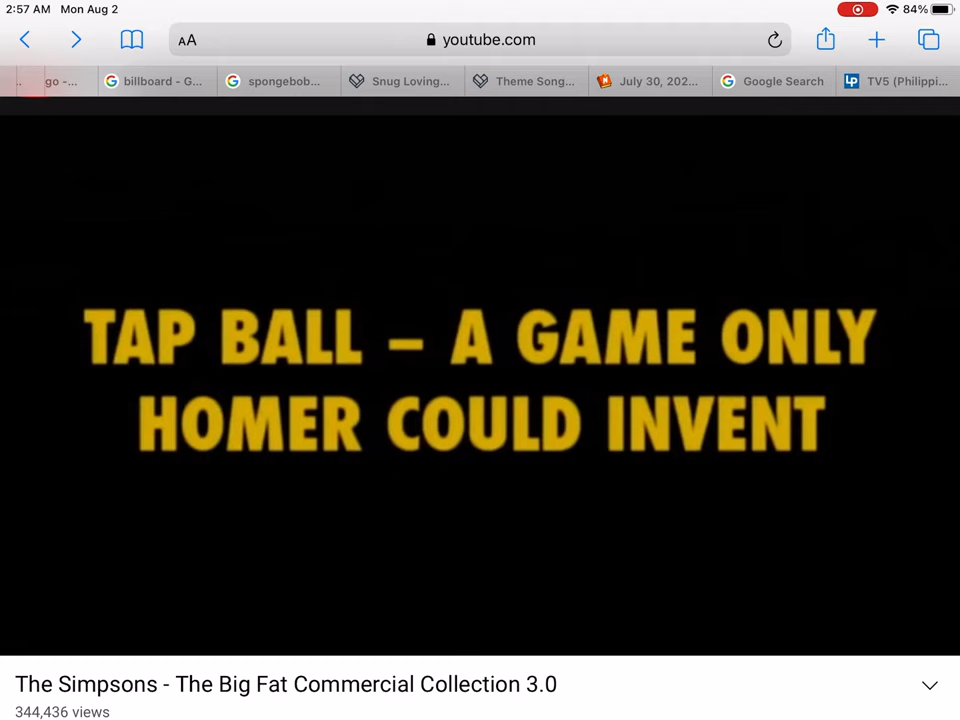 2:57 AM Mon Aug 2
84%
AA
youtube.com
go -...
billboard - G...
spongebob...
Snug Loving...
Theme Song...
July 30, 202...
Google Search
LP
TV5 (Philippi...
TAP BALL – A GAME ONLY
HOMER COULD INVENT
The Simpsons - The Big Fat Commercial Collection 3.0
344,436 views